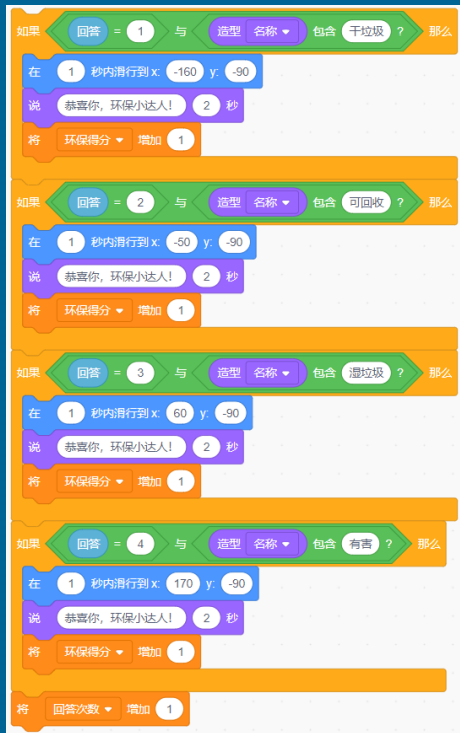 如果 回答 = 1 与 造型 名称 包含 干垃圾 ? 那么
在 1 秒内滑行到 x: -160 y: -90
说 恭喜你，环保小达人！ 2 秒
将 环保得分 增加 1
如果 回答 = 2 与 造型 名称 包含 可回收 ? 那么
在 1 秒内滑行到 x: -50 y: -90
说 恭喜你，环保小达人！ 2 秒
将 环保得分 增加 1
如果 回答 = 3 与 造型 名称 包含 湿垃圾 ? 那么
在 1 秒内滑行到 x: 60 y: -90
说 恭喜你，环保小达人！ 2 秒
将 环保得分 增加 1
如果 回答 = 4 与 造型 名称 包含 有害 ? 那么
在 1 秒内滑行到 x: 170 y: -90
说 恭喜你，环保小达人！ 2 秒
将 环保得分 增加 1
将 回答次数 增加 1